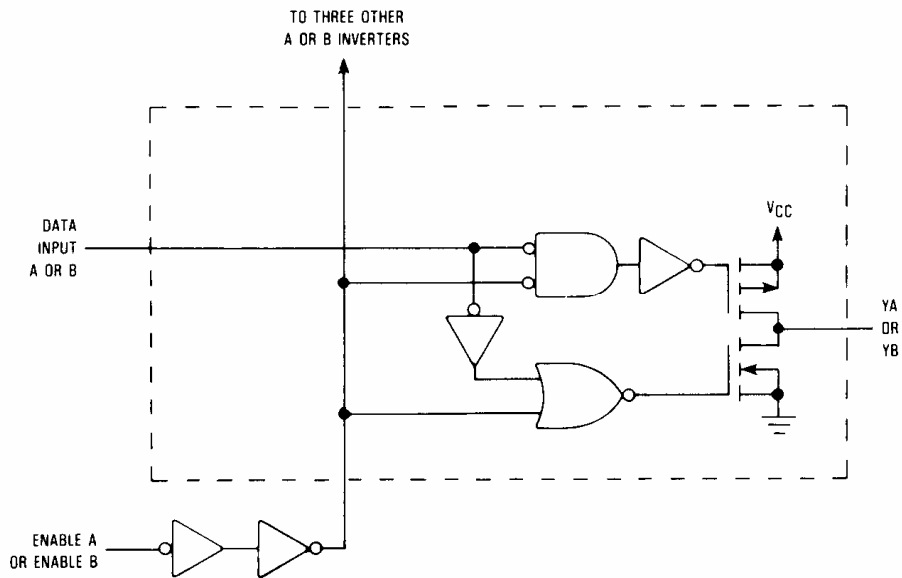 TO THREE OTHER
A OR B INVERTERS
DATA
INPUT
A OR B
VCC
YA
OR
YB
ENABLE A
OR ENABLE B